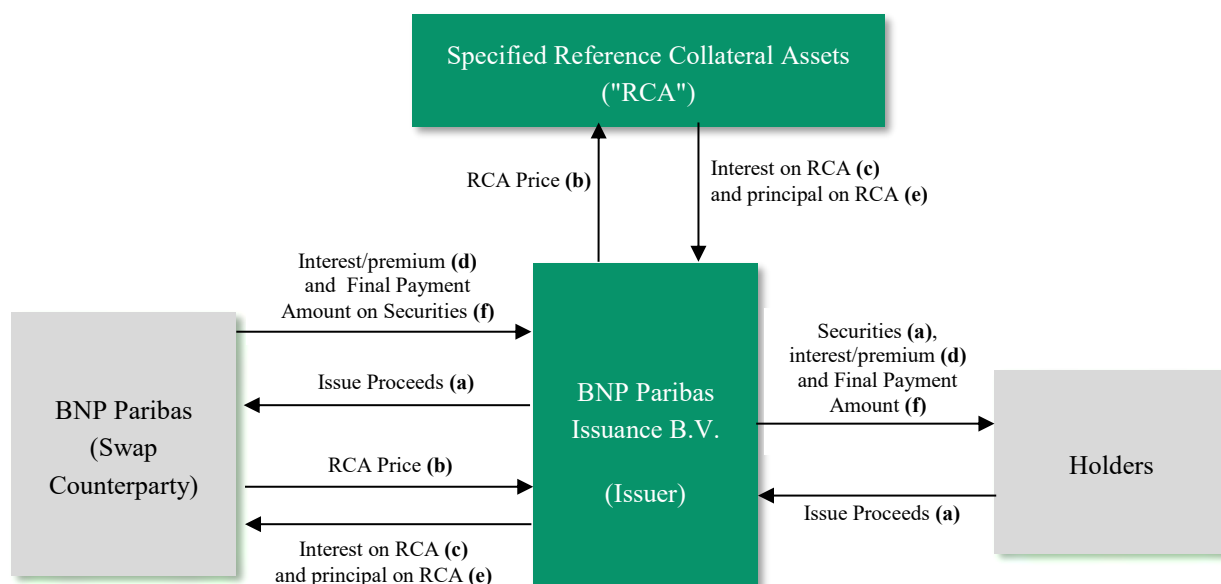 Specified Reference Collateral Assets
("RCA")
RCA Price (b)
Interest on RCA (c)
and principal on RCA (e)
Interest/premium (d)
and Final Payment
Amount on Securities (f)
Issue Proceeds (a)
BNP Paribas
(Swap
Counterparty)
RCA Price (b)
Interest on RCA (c)
and principal on RCA (e)
BNP Paribas
Issuance B.V.
(Issuer)
Securities (a),
interest/premium (d)
and Final Payment
Amount (f)
Issue Proceeds (a)
Holders